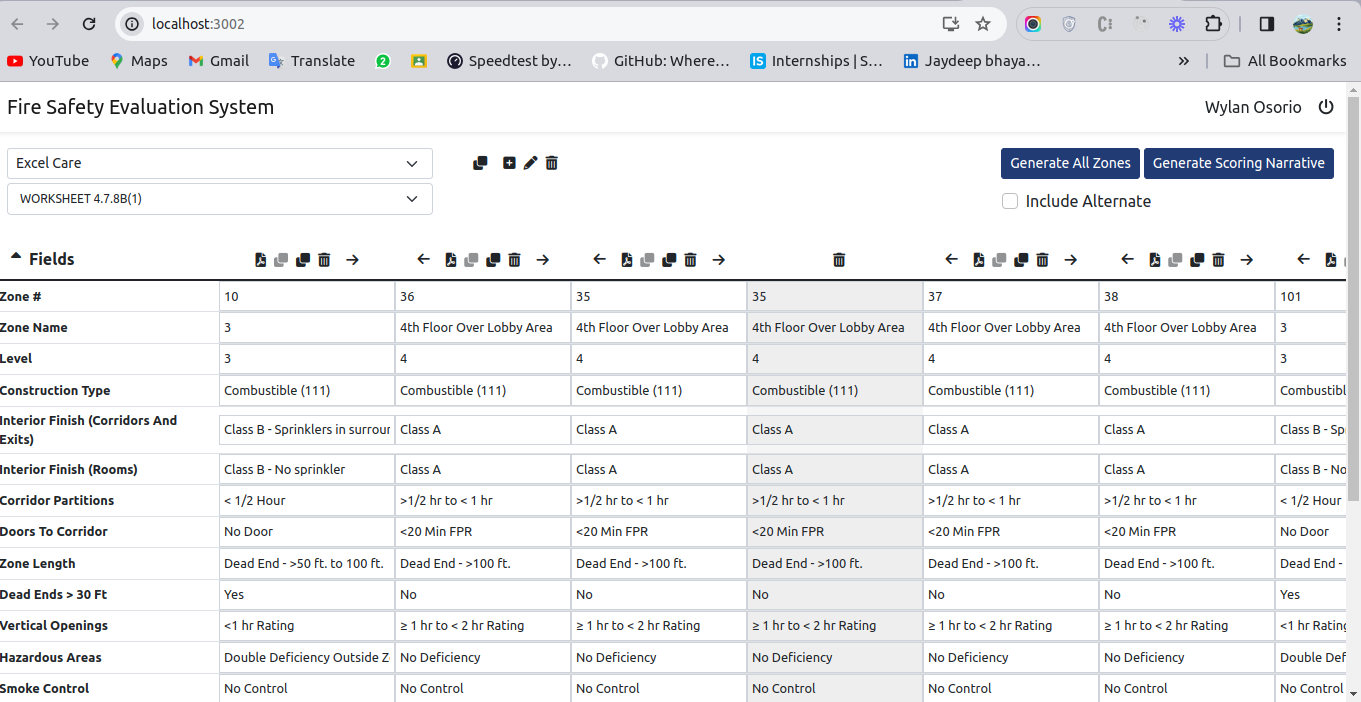 localhost:3002
YouTube Maps Gmail Translate 2 Speedtest by... GitHub: Where... IS Internships | S... in Jaydeep bhaya... » All Bookmarks
Fire Safety Evaluation System Wylan Osorio
Excel Care Generate All Zones Generate Scoring Narrative
WORKSHEET 4.7.8B(1) Include Alternate
Fields
Zone # 10 36 35 35 37 38 101
Zone Name 3 4th Floor Over Lobby Area 4th Floor Over Lobby Area 4th Floor Over Lobby Area 4th Floor Over Lobby Area 4th Floor Over Lobby Area 3
Level 3 4 4 4 4 4 3
Construction Type Combustible (111) Combustible (111) Combustible (111) Combustible (111) Combustible (111) Combustible (111) Combustibl
Interior Finish (Corridors And
Exits) Class B - Sprinklers in surrour Class A Class A Class A Class A Class A Class B - Sp
Interior Finish (Rooms) Class B - No sprinkler Class A Class A Class A Class A Class A Class B - No
Corridor Partitions < 1/2 Hour >1/2 hr to < 1 hr >1/2 hr to < 1 hr >1/2 hr to < 1 hr >1/2 hr to < 1 hr >1/2 hr to < 1 hr < 1/2 Hour
Doors To Corridor No Door <20 Min FPR <20 Min FPR <20 Min FPR <20 Min FPR <20 Min FPR No Door
Zone Length Dead End - >50 ft. to 100 ft. Dead End - >100 ft. Dead End - >100 ft. Dead End - >100 ft. Dead End - >100 ft. Dead End - >100 ft. Dead End -
Dead Ends > 30 Ft Yes No No No No No Yes
Vertical Openings <1 hr Rating ≥ 1 hr to < 2 hr Rating ≥ 1 hr to < 2 hr Rating ≥ 1 hr to < 2 hr Rating ≥ 1 hr to < 2 hr Rating ≥ 1 hr to < 2 hr Rating <1 hr Rating
Hazardous Areas Double Deficiency Outside Z No Deficiency No Deficiency No Deficiency No Deficiency No Deficiency Double Def
Smoke Control No Control No Control No Control No Control No Control No Control No Control